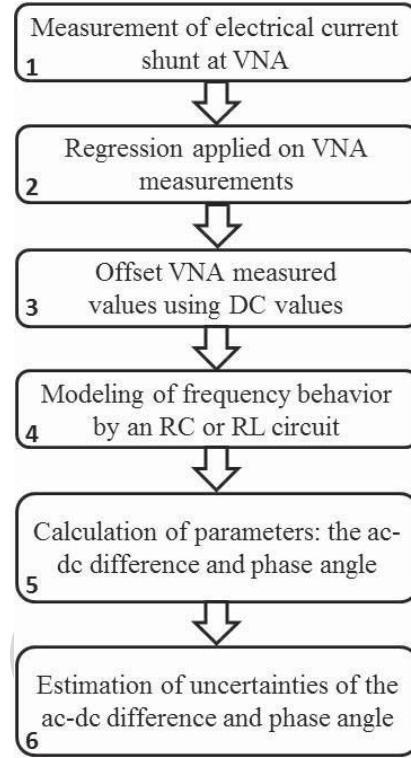 Measurement of electrical current
shunt at VNA
1
Regression applied on VNA
measurements
2
Offset VNA measured
values using DC values
3
Modeling of frequency behavior
by an RC or RL circuit
4
Calculation of parameters: the ac-
dc difference and phase angle
5
Estimation of uncertainties of the
ac-dc difference and phase angle
6